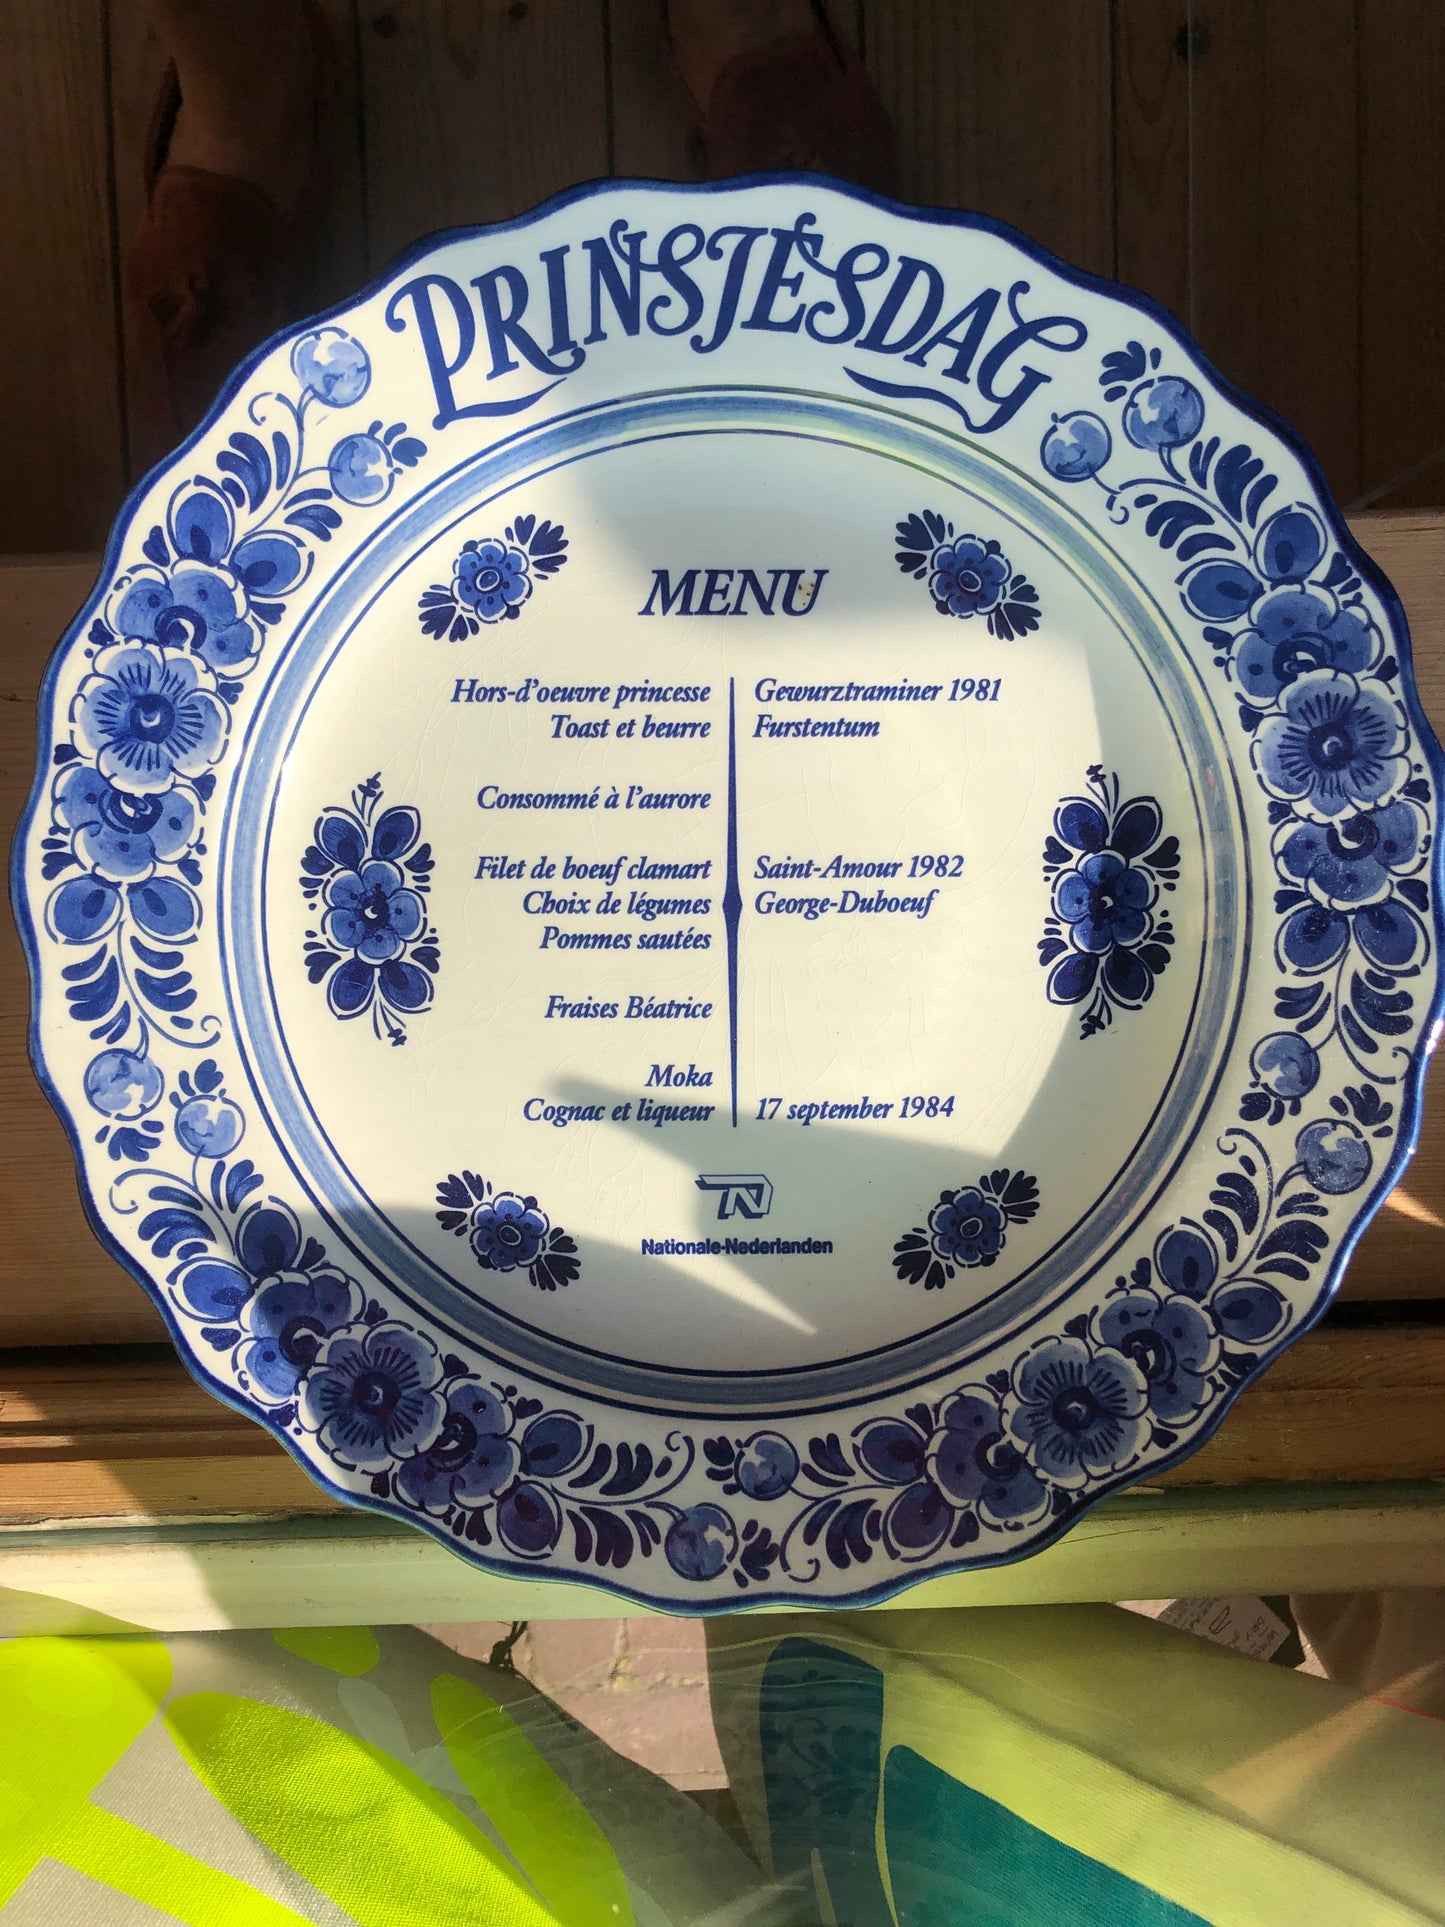 PRINSJESDAG
MENU
Hors-d'oeuvre princesse
Toast et beurre
Consommé à l'aurore
Filet de boeuf clamart
Choix de légumes
Pommes sautées
Fraises Béatrice
Moka
Cognac et liqueur
Gewurztraminer 1981
Furstentum
Saint-Amour 1982
George-Duboeuf
17 september 1984
Nationale-Nederlanden